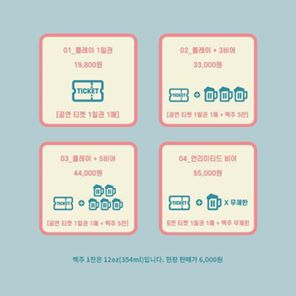 01_플레이 1일권
19,800원
TICKET
[공연 티켓 1일권 1매]
02_플레이 + 3비어
33,000원
TICKET +
[공연 티켓 1일권 1매 + 맥주 3잔]
03_플레이 + 5비어
44,000원
TICKET +
[공연 티켓 1일권 1매 + 맥주 5잔]
04_언리미티드 비어
55,000원
TICKET + X 무제한
[공연 티켓 1일권 1매 + 맥주 무제한
맥주 1잔은 12oz(354ml)입니다. 현장 판매가 6,000원